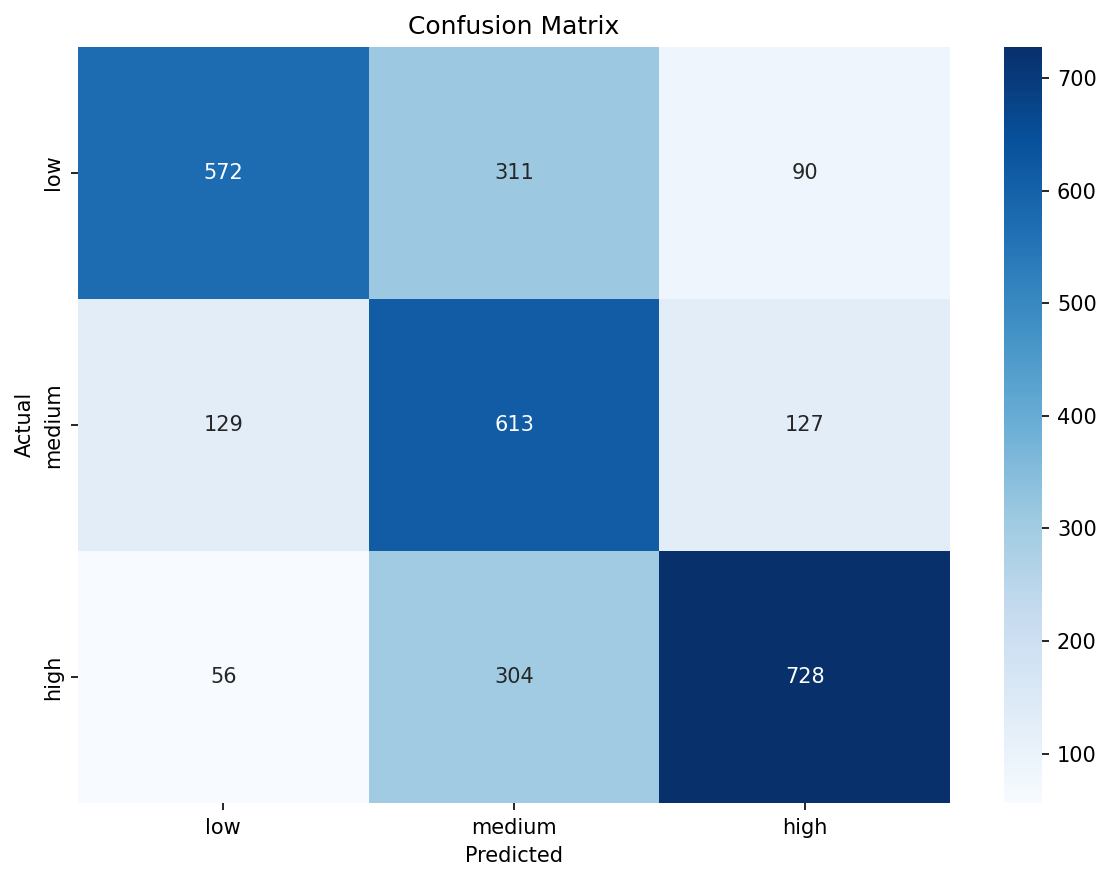 Confusion Matrix
Actual
low
572 311 90
medium
129 613 127
high
56 304 728
low medium high
Predicted
700
600
500
400
300
200
100